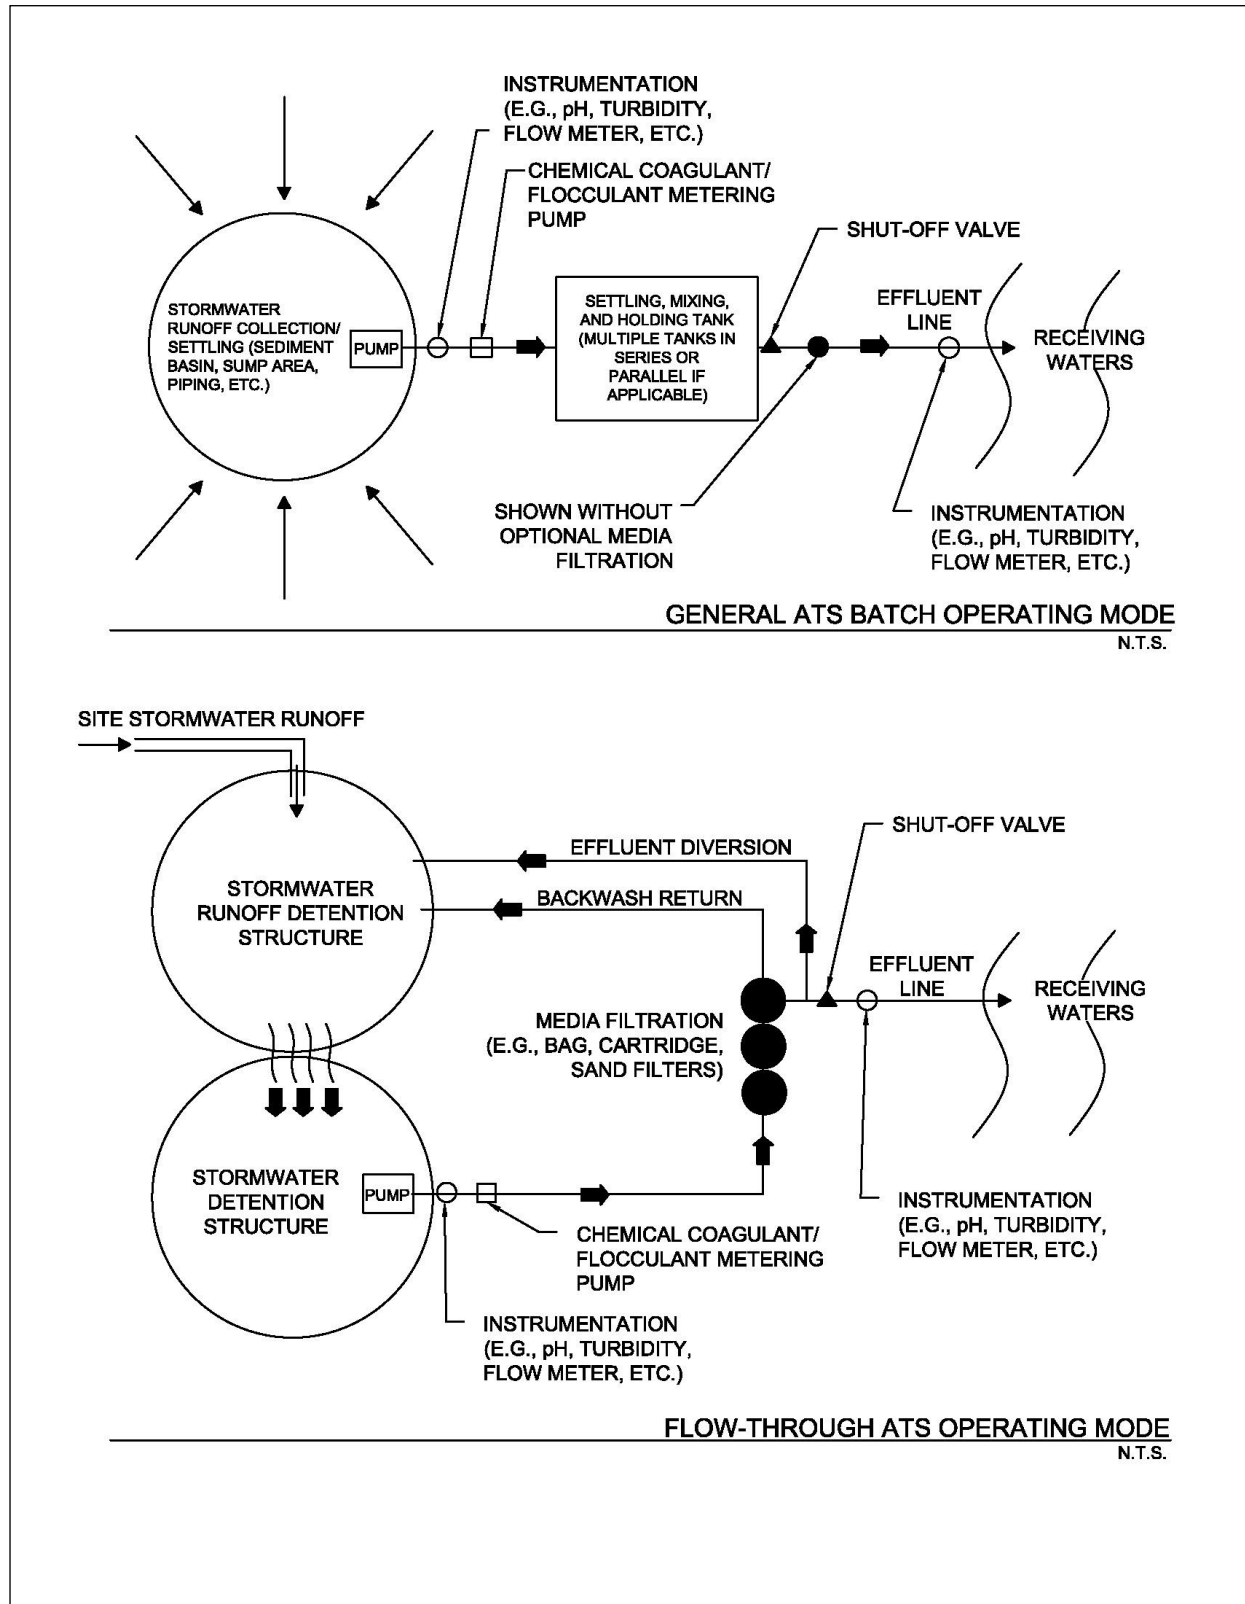 INSTRUMENTATION
(E.G., pH, TURBIDITY,
FLOW METER, ETC.)
CHEMICAL COAGULANT/
FLOCCULANT METERING
PUMP
SHUT-OFF VALVE
STORMWATER
RUNOFF COLLECTION/
SETTLING (SEDIMENT
BASIN, SUMP AREA,
PIPING, ETC.)
PUMP
SETTLING, MIXING,
AND HOLDING TANK
(MULTIPLE TANKS IN
SERIES OR
PARALLEL IF
APPLICABLE)
EFFLUENT
LINE
RECEIVING
WATERS
SHOWN WITHOUT
OPTIONAL MEDIA
FILTRATION
INSTRUMENTATION
(E.G., pH, TURBIDITY,
FLOW METER, ETC.)
GENERAL ATS BATCH OPERATING MODE
N.T.S.
SITE STORMWATER RUNOFF
SHUT-OFF VALVE
EFFLUENT DIVERSION
BACKWASH RETURN
STORMWATER
RUNOFF DETENTION
STRUCTURE
EFFLUENT
LINE
RECEIVING
WATERS
MEDIA FILTRATION
(E.G., BAG, CARTRIDGE,
SAND FILTERS)
STORMWATER
DETENTION
STRUCTURE
PUMP
CHEMICAL COAGULANT/
FLOCCULANT METERING
PUMP
INSTRUMENTATION
(E.G., pH, TURBIDITY,
FLOW METER, ETC.)
INSTRUMENTATION
(E.G., pH, TURBIDITY,
FLOW METER, ETC.)
FLOW-THROUGH ATS OPERATING MODE
N.T.S.